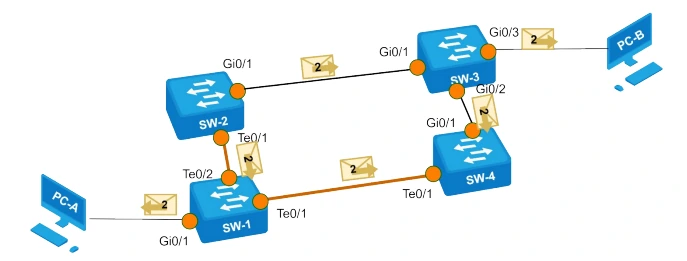 Gi0/3
2
PC-B
Gi0/1
2
Gi0/1
SW-3
Gi0/2
2
SW-2
Te0/1
Gi0/1
2
2
Te0/2
Te0/1
SW-4
PC-A
2
Te0/1
SW-1
Gi0/1